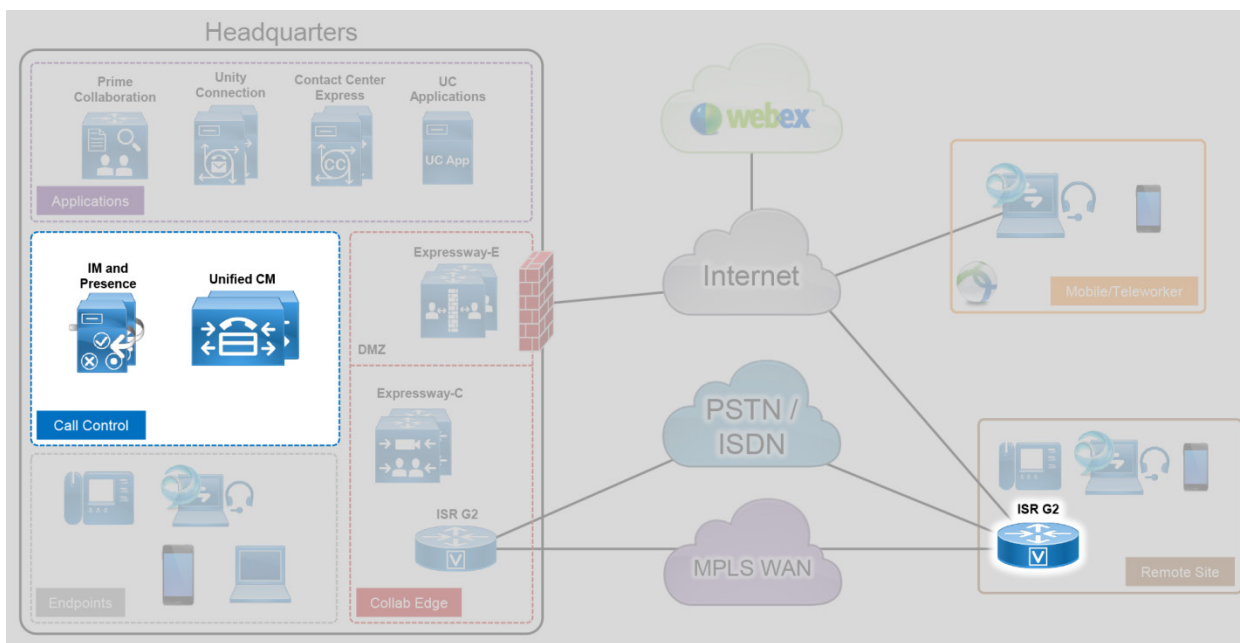 Headquarters
Prime
Collaboration
Unity
Connection
Contact Center
Express
UC
Applications
CC
UC App
Applications
webex
IM and
Presence
Unified CM
Call Control
Expressway-E
DMZ
Internet
Mobile/Teleworker
Expressway-C
PSTN /
ISDN
ISR G2
V
Endpoints
Collab Edge
MPLS WAN
ISR G2
V
Remote Site